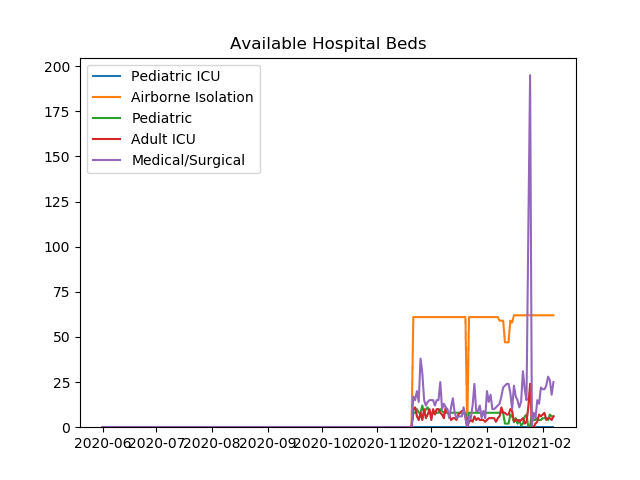 Available Hospital Beds
Pediatric ICU
Airborne Isolation
Pediatric
Adult ICU
Medical/Surgical
200
175
150
125
100
75
50
25
0
2020-06 2020-07 2020-08 2020-09 2020-10 2020-11 2020-12 2021-01 2021-02